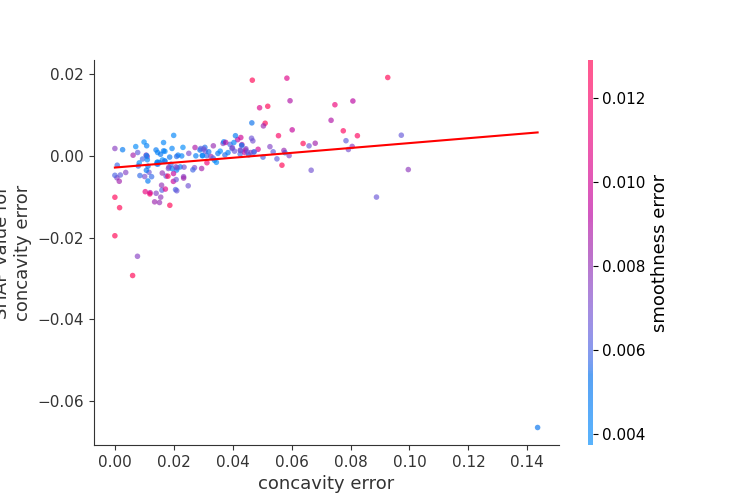 0.02
0.00
−0.02
−0.04
−0.06
SHAP value for
concavity error
0.00 0.02 0.04 0.06 0.08 0.10 0.12 0.14
concavity error
0.012
0.010
0.008
0.006
0.004
smoothness error